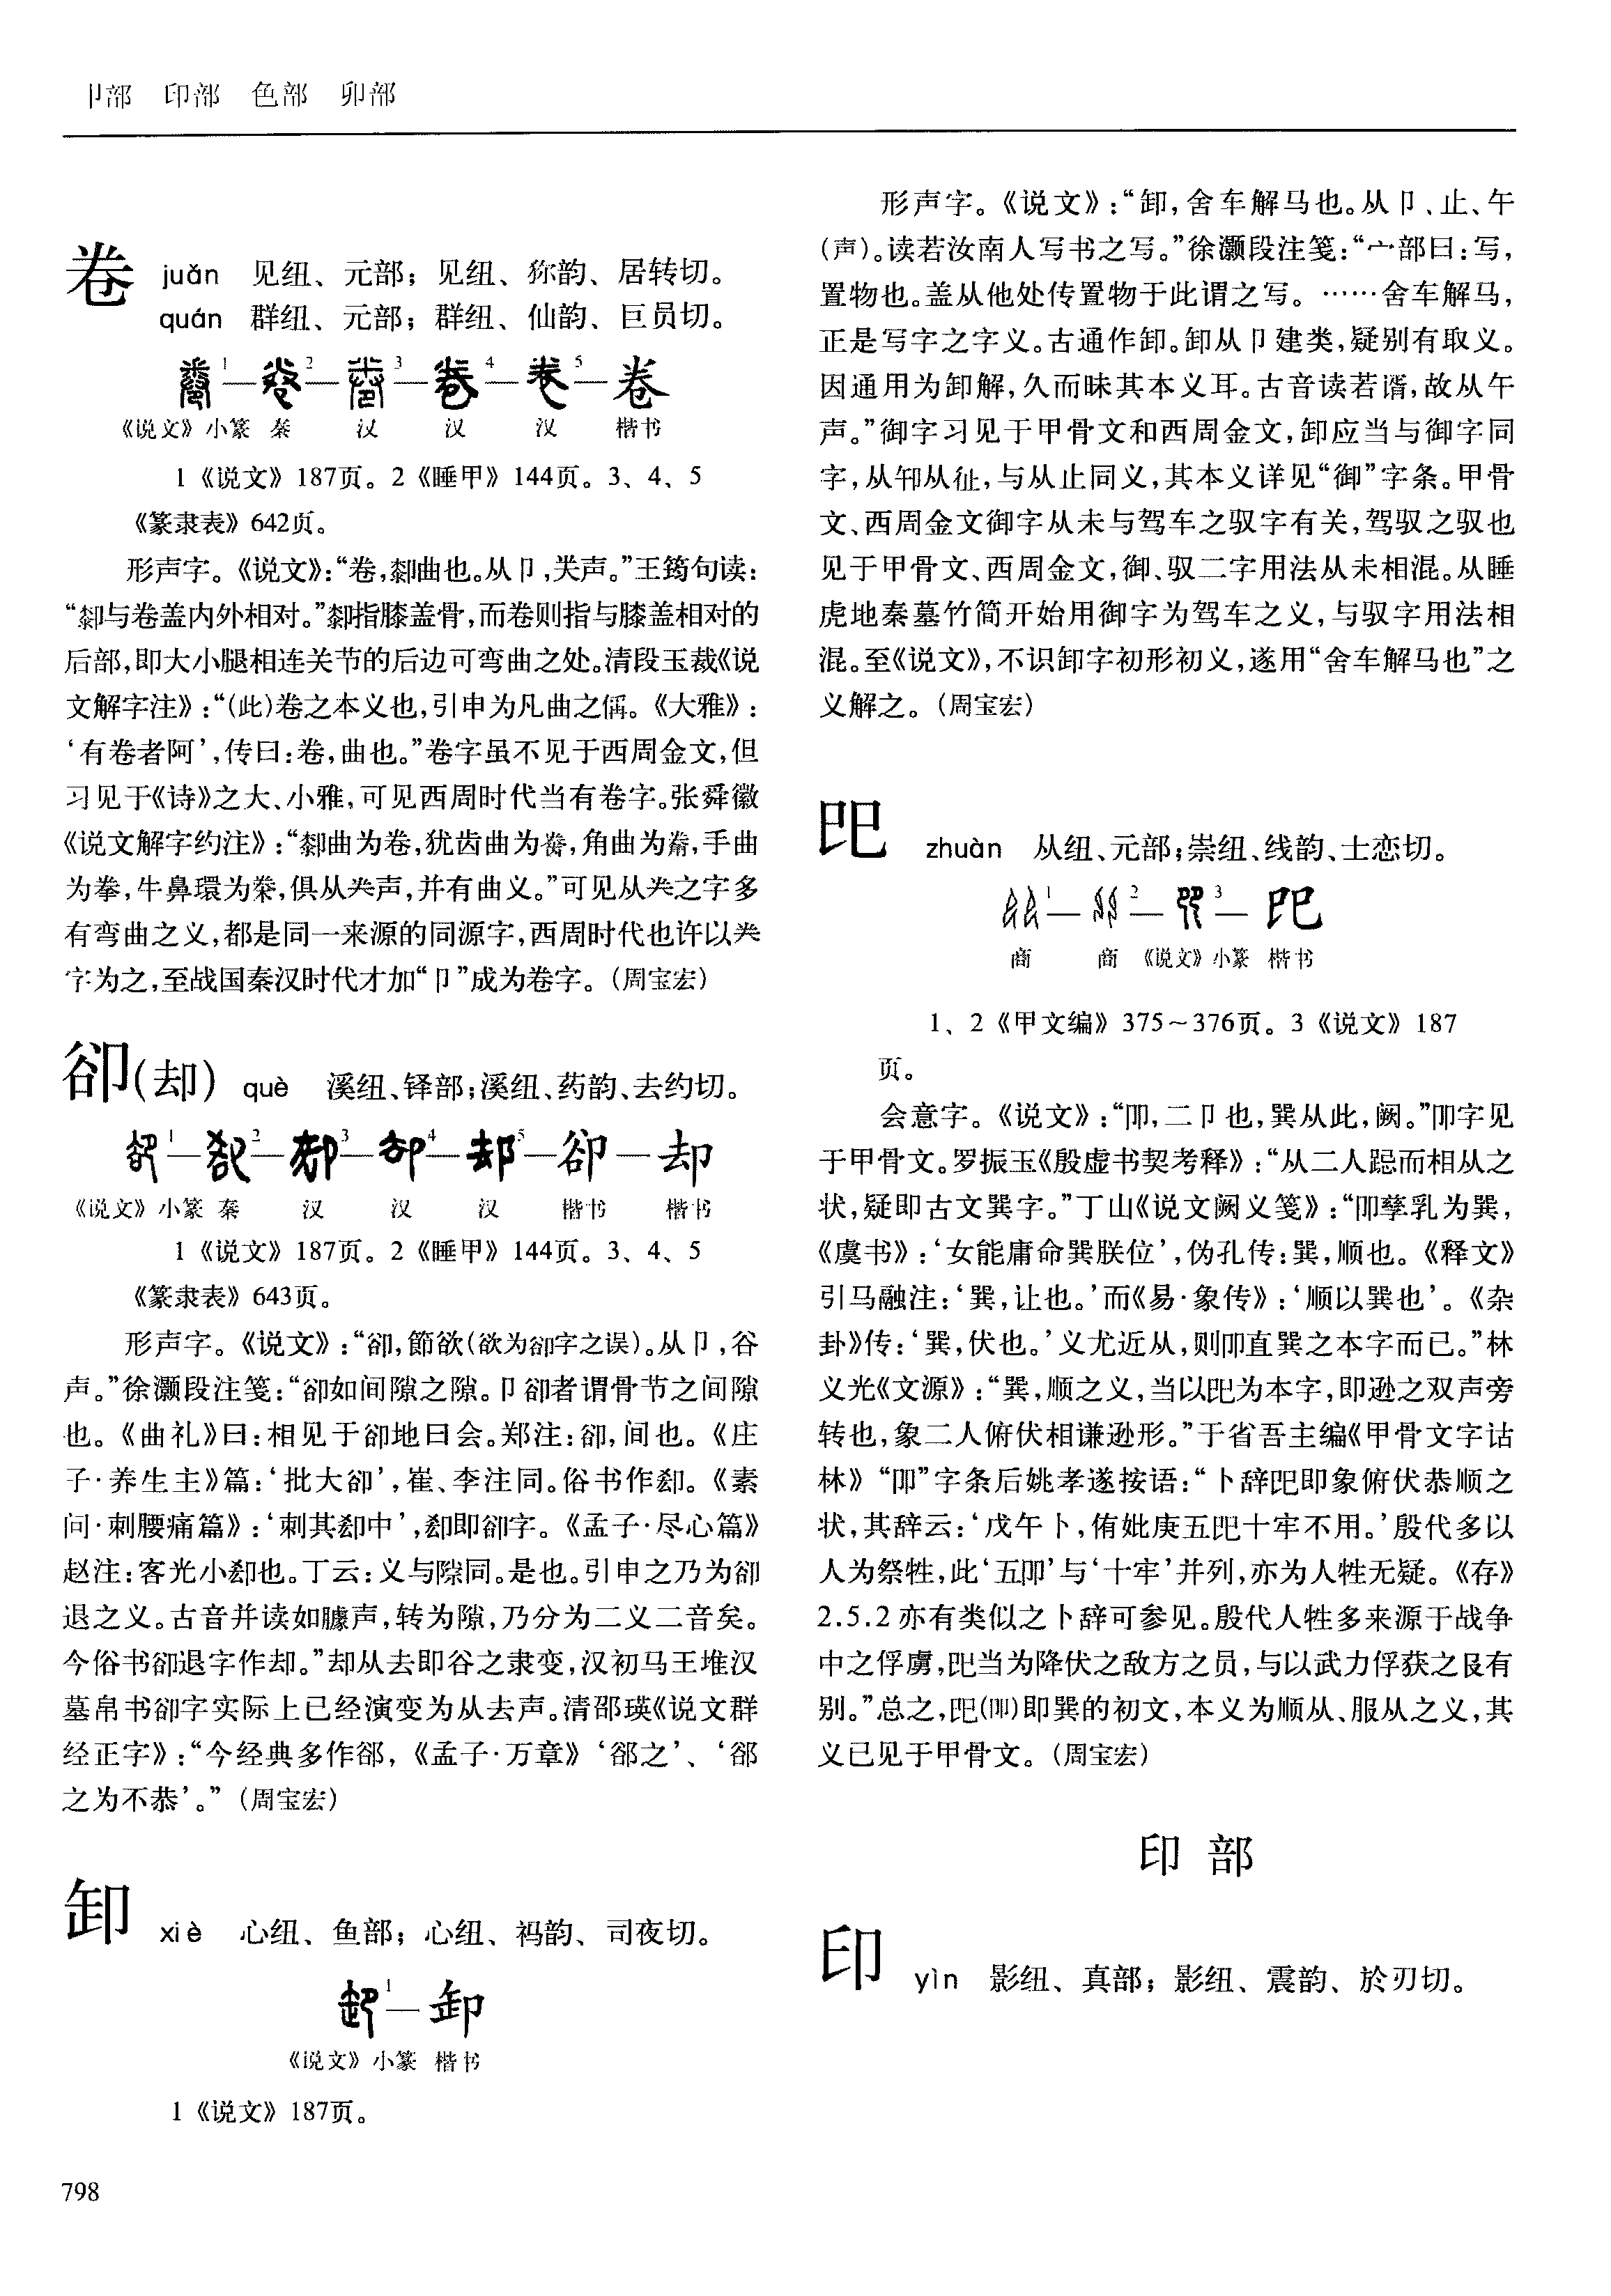 卩部 印部 色部 卯部
卷 juǎn 见纽、元部；见纽、狝韵、居转切。
quán 群纽、元部；群纽、仙韵、巨员切。
1 2 3 4 5 卷
《说文》小篆 秦 汉 汉 汉 楷书
1《说文》187页。2《睡甲》144页。3、4、5
《篆隶表》642页。
形声字。《说文》：“卷，厀曲也。从卩，𢍏声。”王筠句读：
“厀与卷盖内外相对。”厀指膝盖骨，而卷则指与膝盖相对的
后部，即大小腿相连关节的后边可弯曲之处。清段玉裁《说
文解字注》：“(此)卷之本义也，引申为凡曲之偁。《大雅》：
‘有卷者阿’，传曰：卷，曲也。”卷字虽不见于西周金文，但
习见于《诗》之大、小雅，可见西周时代当有卷字。张舜徽
《说文解字约注》：“厀曲为卷，犹齿曲为齤，角曲为觠，手曲
为拳，牛鼻環为桊，俱从𢍏声，并有曲义。”可见从𢍏之字多
有弯曲之义，都是同一来源的同源字，西周时代也许以𢍏
字为之，至战国秦汉时代才加“卩”成为卷字。（周宝宏）
卻(却) què 溪纽、铎部；溪纽、药韵、去约切。
1 2 3 4 5 卻 却
《说文》小篆 秦 汉 汉 汉 楷书 楷书
1《说文》187页。2《睡甲》144页。3、4、5
《篆隶表》643页。
形声字。《说文》：“卻，節欲(欲为卻字之误)。从卩，谷
声。”徐灏段注笺：“卻如间隙之隙。卩卻者谓骨节之间隙
也。《曲礼》曰：相见于卻地曰会。郑注：卻，间也。《庄
子·养生主》篇：‘批大卻’，崔、李注同。俗书作郄。《素
问·刺腰痛篇》：‘刺其郄中’，郄即卻字。《孟子·尽心篇》
赵注：客光小郄也。丁云：义与隙同。是也。引申之乃为卻
退之义。古音并读如臄声，转为隙，乃分为二义二音矣。
今俗书卻退字作却。”却从去即谷之隶变，汉初马王堆汉
墓帛书卻字实际上已经演变为从去声。清邵瑛《说文群
经正字》：“今经典多作郤，《孟子·万章》‘郤之’、‘郤
之为不恭’。”（周宝宏）
卸 xiè 心纽、鱼部；心纽、祃韵、司夜切。
1 卸
《说文》小篆 楷书
1《说文》187页。
798
形声字。《说文》：“卸，舍车解马也。从卩、止、午
(声)。读若汝南人写书之写。”徐灏段注笺：“宀部曰：写，
置物也。盖从他处传置物于此谓之写。……舍车解马，
正是写字之字义。古通作卸。卸从卩建类，疑别有取义。
因通用为卸解，久而昧其本义耳。古音读若谞，故从午
声。”御字习见于甲骨文和西周金文，卸应当与御字同
字，从卸从彳止，与从止同义，其本义详见“御”字条。甲骨
文、西周金文御字从未与驾车之驭字有关，驾驭之驭也
见于甲骨文、西周金文，御、驭二字用法从未相混。从睡
虎地秦墓竹简开始用御字为驾车之义，与驭字用法相
混。至《说文》，不识卸字初形初义，遂用“舍车解马也”之
义解之。（周宝宏）
㔼 zhuàn 从纽、元部；崇纽、线韵、士恋切。
1 2 3 㔼
商 商 《说文》小篆 楷书
1、2《甲文编》375～376页。3《说文》187
页。
会意字。《说文》：“卯，二卩也，巽从此，阙。”卯字见
于甲骨文。罗振玉《殷虚书契考释》：“从二人跽而相从之
状，疑即古文巽字。”丁山《说文阙义笺》：“卯孳乳为巽，
《虞书》：‘女能庸命巽朕位’，伪孔传：巽，顺也。《释文》
引马融注：‘巽，让也。’而《易·象传》：‘顺以巽也’。《杂
卦》传：‘巽，伏也。’义尤近从，则卯直巽之本字而已。”林
义光《文源》：“巽，顺之义，当以㔼为本字，即逊之双声旁
转也，象二人俯伏相谦逊形。”于省吾主编《甲骨文字诂
林》“卯”字条后姚孝遂按语：“卜辞㔼即象俯伏恭顺之
状，其辞云：‘戊午卜，侑妣庚五㔼十牢不用。’殷代多以
人为祭牲，此‘五卯’与‘十牢’并列，亦为人牲无疑。《存》
2.5.2亦有类似之卜辞可参见。殷代人牲多来源于战争
中之俘虏，㔼当为降伏之敌方之员，与以武力俘获之𠬝有
别。”总之，㔼(卯)即巽的初文，本义为顺从、服从之义，其
义已见于甲骨文。（周宝宏）
印部
印 yìn 影纽、真部；影纽、震韵、於刃切。